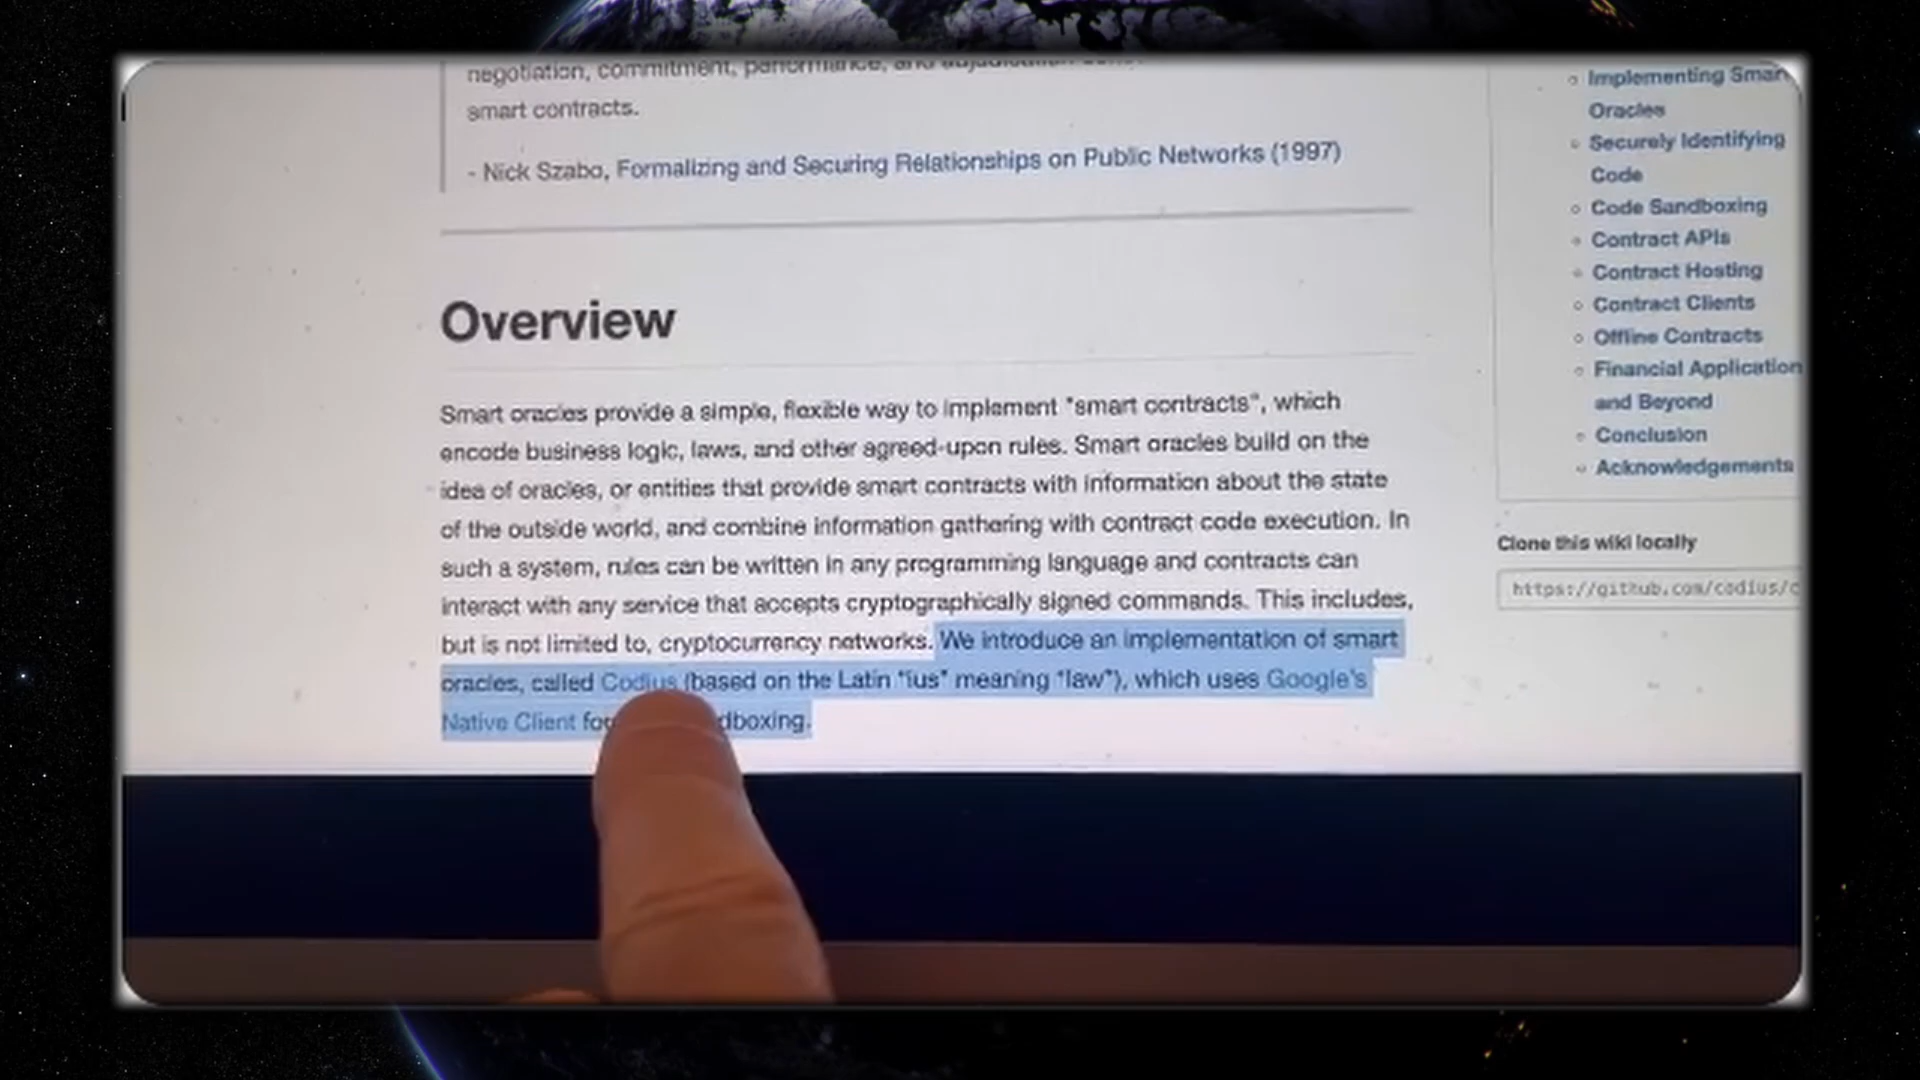 smart contracts.
- Nick Szabo, Formalizing and Securing Relationships on Public Networks (1997)
Overview
Smart oracles provide a simple, flexible way to implement "smart contracts", which
encode business logic, laws, and other agreed-upon rules. Smart oracles build on the
idea of oracles, or entities that provide smart contracts with information about the state
of the outside world, and combine information gathering with contract code execution. In
such a system, rules can be written in any programming language and contracts can
interact with any service that accepts cryptographically signed commands. This includes,
but is not limited to, cryptocurrency networks. We introduce an implementation of smart
oracles, called Codius (based on the Latin "ius" meaning "law"), which uses Google's
Native Client fo dboxing.
Implementing Smar
Oracles
Securely Identifying
Code
Code Sandboxing
Contract APIs
Contract Hosting
Contract Clients
Offline Contracts
Financial Application
and Beyond
Conclusion
Acknowledgements
Clone this wiki locally
https://github.com/codius/c